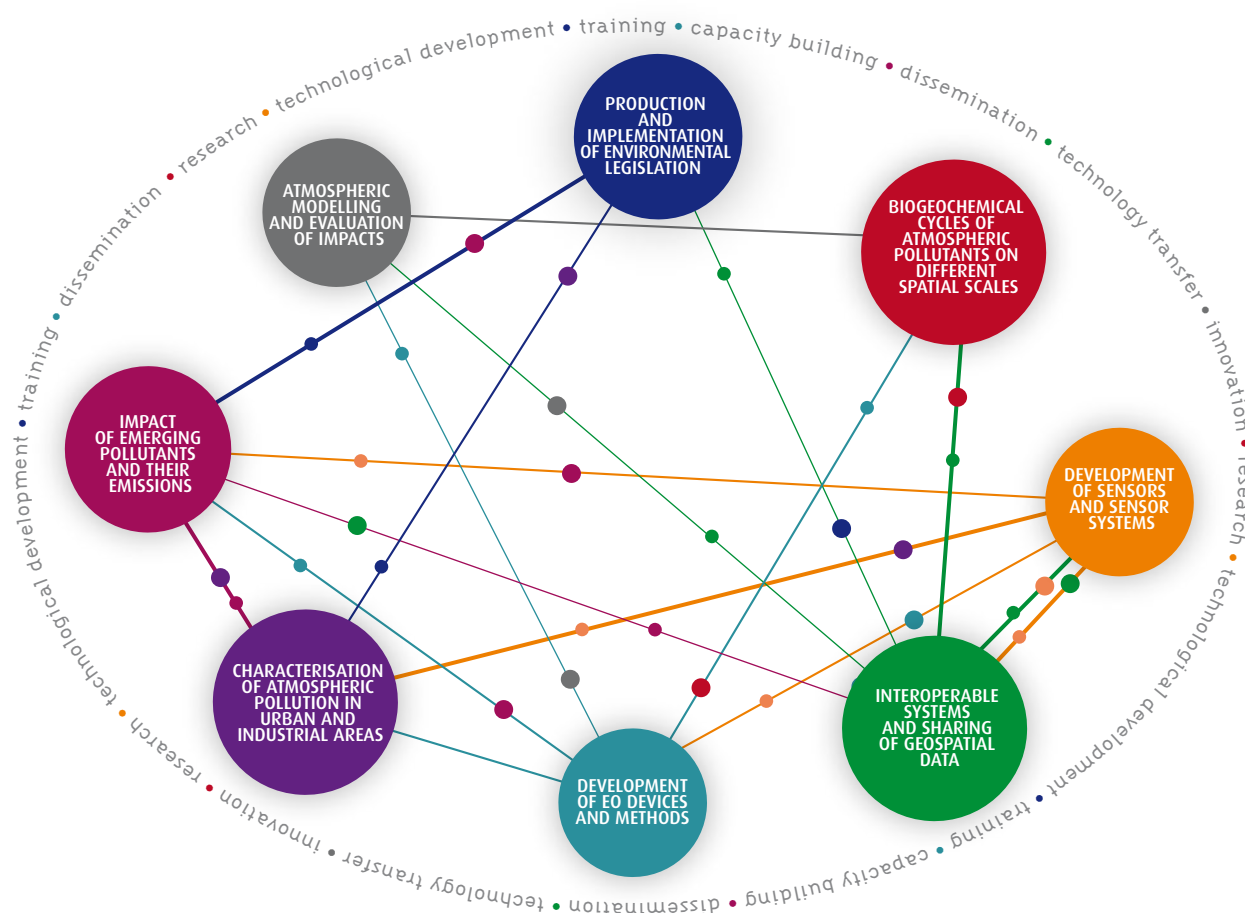 training • dissemination • research • technological development • training • capacity building • dissemination • technology transfer • innovation • research • technological development • training • capacity building • dissemination • technology transfer • innovation • research • technological development •
PRODUCTION
AND
IMPLEMENTATION
OF ENVIRONMENTAL
LEGISLATION
ATMOSPHERIC
MODELLING
AND EVALUATION
OF IMPACTS
BIOGEOCHEMICAL
CYCLES OF
ATMOSPHERIC
POLLUTANTS ON
DIFFERENT
SPATIAL SCALES
IMPACT
OF EMERGING
POLLUTANTS
AND THEIR
EMISSIONS
DEVELOPMENT
OF SENSORS
AND SENSOR
SYSTEMS
CHARACTERISATION
OF ATMOSPHERIC
POLLUTION IN
URBAN AND
INDUSTRIAL AREAS
INTEROPERABLE
SYSTEMS
AND SHARING
OF GEOSPATIAL
DATA
DEVELOPMENT
OF EO DEVICES
AND METHODS